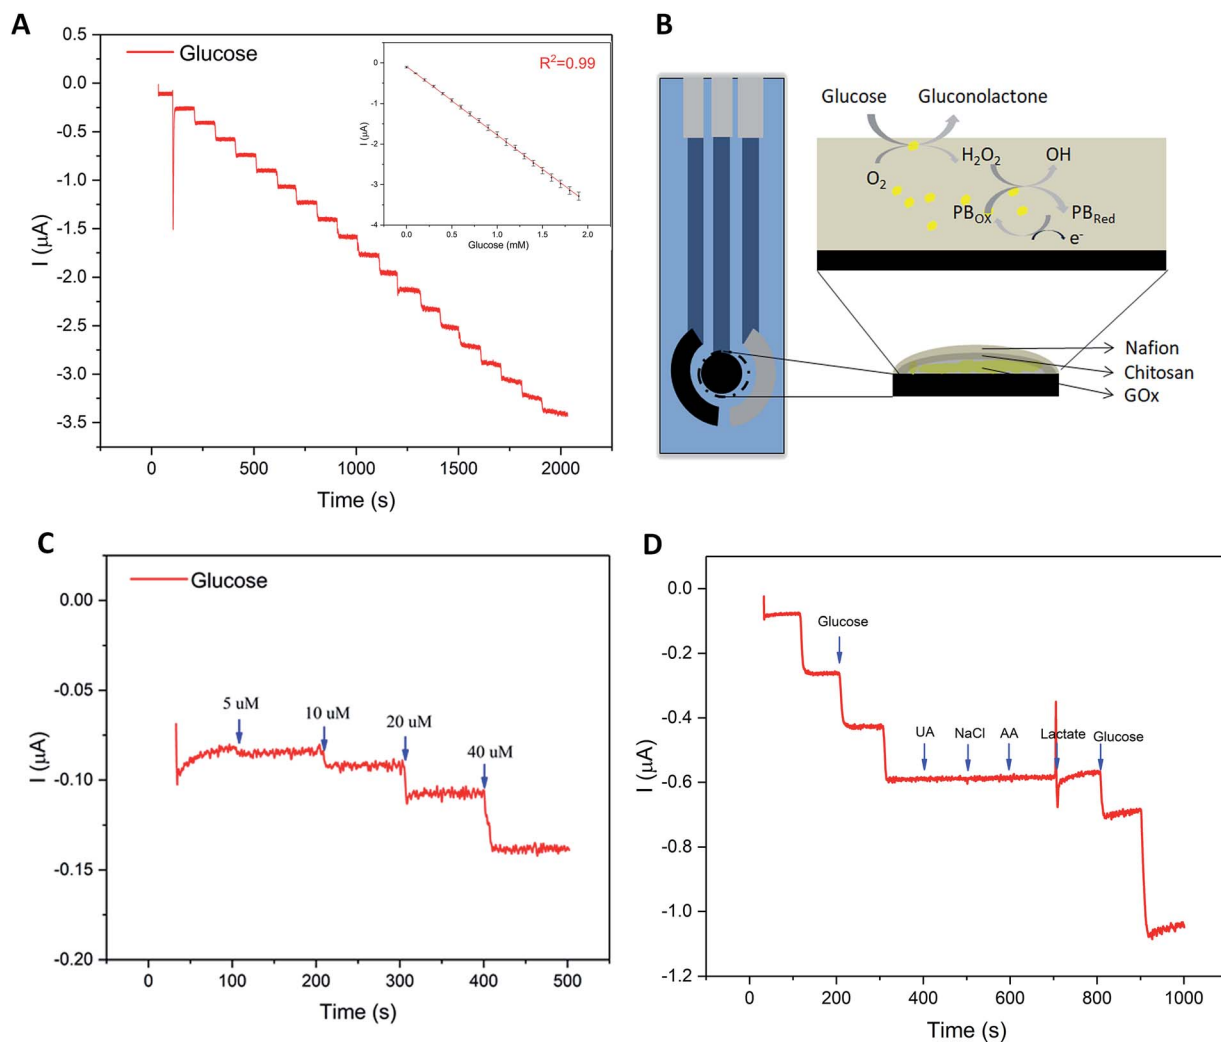 A
Glucose
0.5
0.0
-0.5
-1.0
-1.5
-2.0
-2.5
-3.0
-3.5
I (μA)
0
500
1000
1500
2000
Time (s)
R²=0.99
0
-1
-2
-3
-4
I (μA)
0.0
0.5
1.0
1.5
2.0
Glucose (mM)
B
Glucose
Gluconolactone
O₂
H₂O₂
OH
PB_OX
PB_Red
e⁻
Nafion
Chitosan
GOx
C
Glucose
0.00
-0.05
-0.10
-0.15
-0.20
I (μA)
5 uM
10 uM
20 uM
40 uM
0
100
200
300
400
500
Time (s)
D
0.0
-0.2
-0.4
-0.6
-0.8
-1.0
-1.2
I (μA)
Glucose
UA
NaCl
AA
Lactate
Glucose
0
200
400
600
800
1000
Time (s)